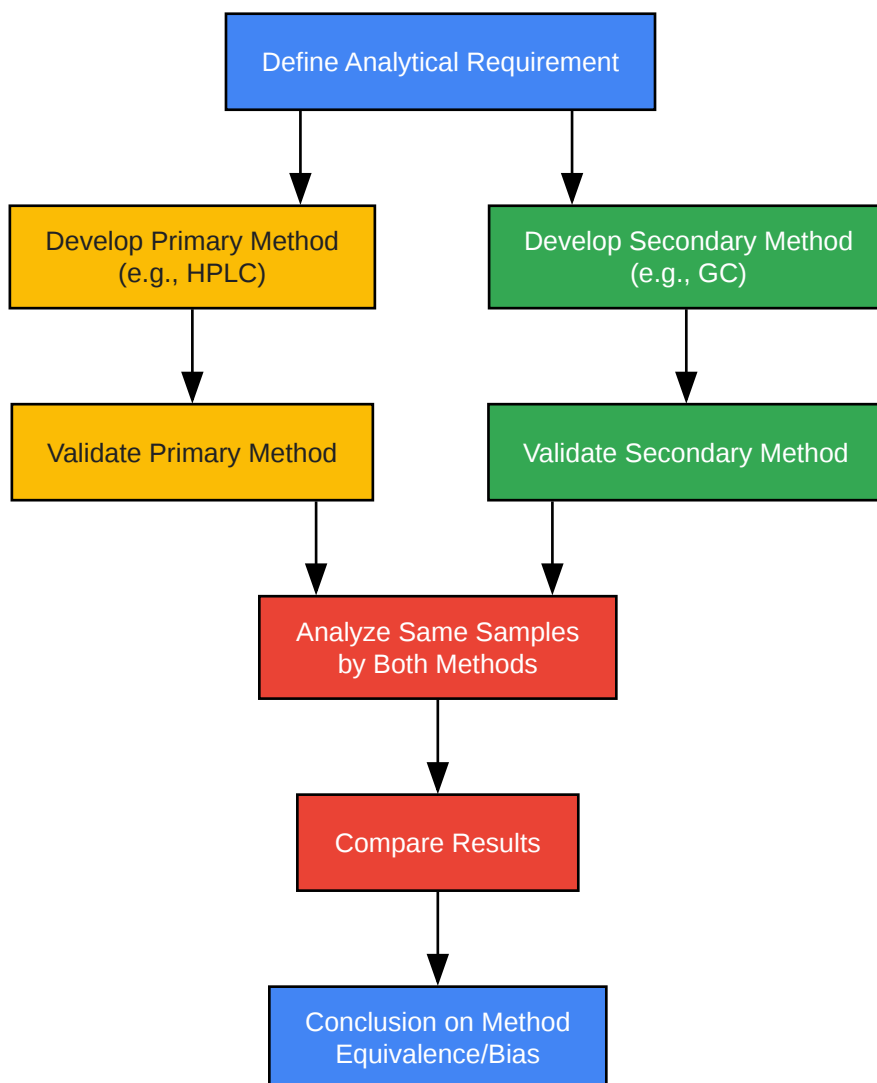 Define Analytical Requirement
Develop Primary Method
(e.g., HPLC)
Develop Secondary Method
(e.g., GC)
Validate Primary Method
Validate Secondary Method
Analyze Same Samples
by Both Methods
Compare Results
Conclusion on Method
Equivalence/Bias